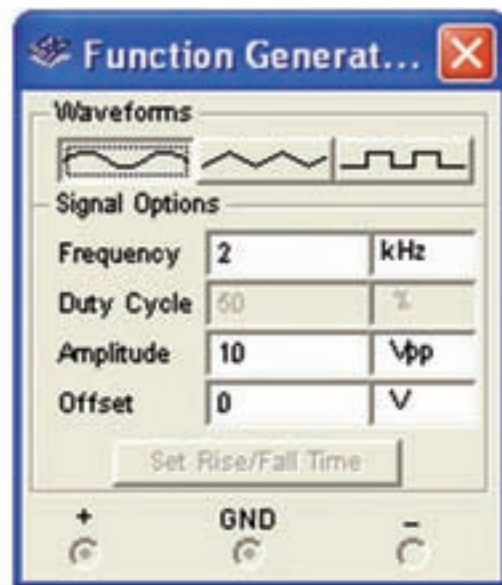 Function Generat...
Waveforms
Signal Options
Frequency 2 kHz
Duty Cycle 50 %
Amplitude 10 Vpp
Offset 0 V
Set Rise/Fall Time
+ GND −